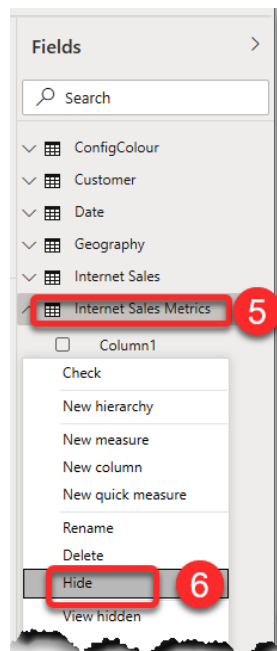 Fields
Search
ConfigColour
Customer
Date
Geography
Internet Sales
Internet Sales Metrics 5
Column1
Check
New hierarchy
New measure
New column
New quick measure
Rename
Delete
Hide 6
View hidden